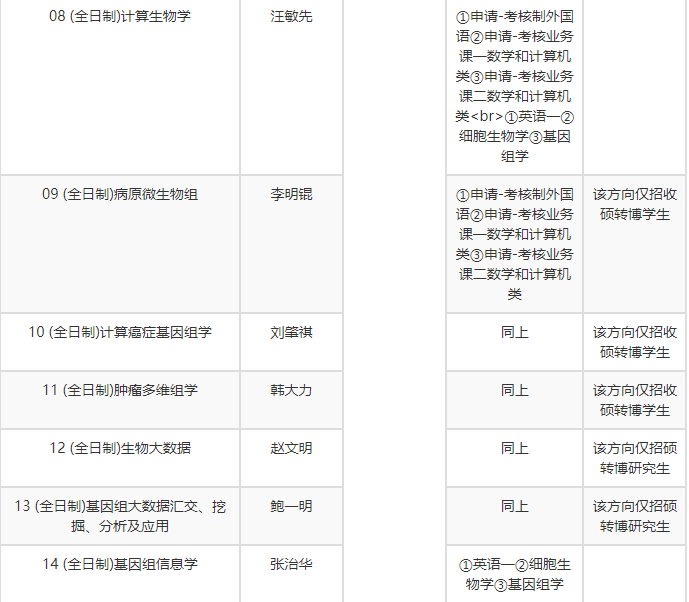 08 (全日制)计算生物学
汪敏先
①申请-考核制外国
语②申请-考核业务
课一数学和计算机
类③申请-考核业务
课二数学和计算机
类<br>①英语一②
细胞生物学③基因
组学
09 (全日制)病原微生物组
李明锟
①申请-考核制外国
语②申请-考核业务
课一数学和计算机
类③申请-考核业务
课二数学和计算机
类
该方向仅招收
硕转博学生
10 (全日制)计算癌症基因组学
刘肇祺
同上
该方向仅招收
硕转博学生
11 (全日制)肿瘤多维组学
韩大力
同上
该方向仅招收
硕转博学生
12 (全日制)生物大数据
赵文明
同上
该方向仅招硕
转博研究生
13 (全日制)基因组大数据汇交、挖
掘、分析及应用
鲍一明
同上
该方向仅招硕
转博研究生
14 (全日制)基因组信息学
张治华
①英语一②细胞生
物学③基因组学